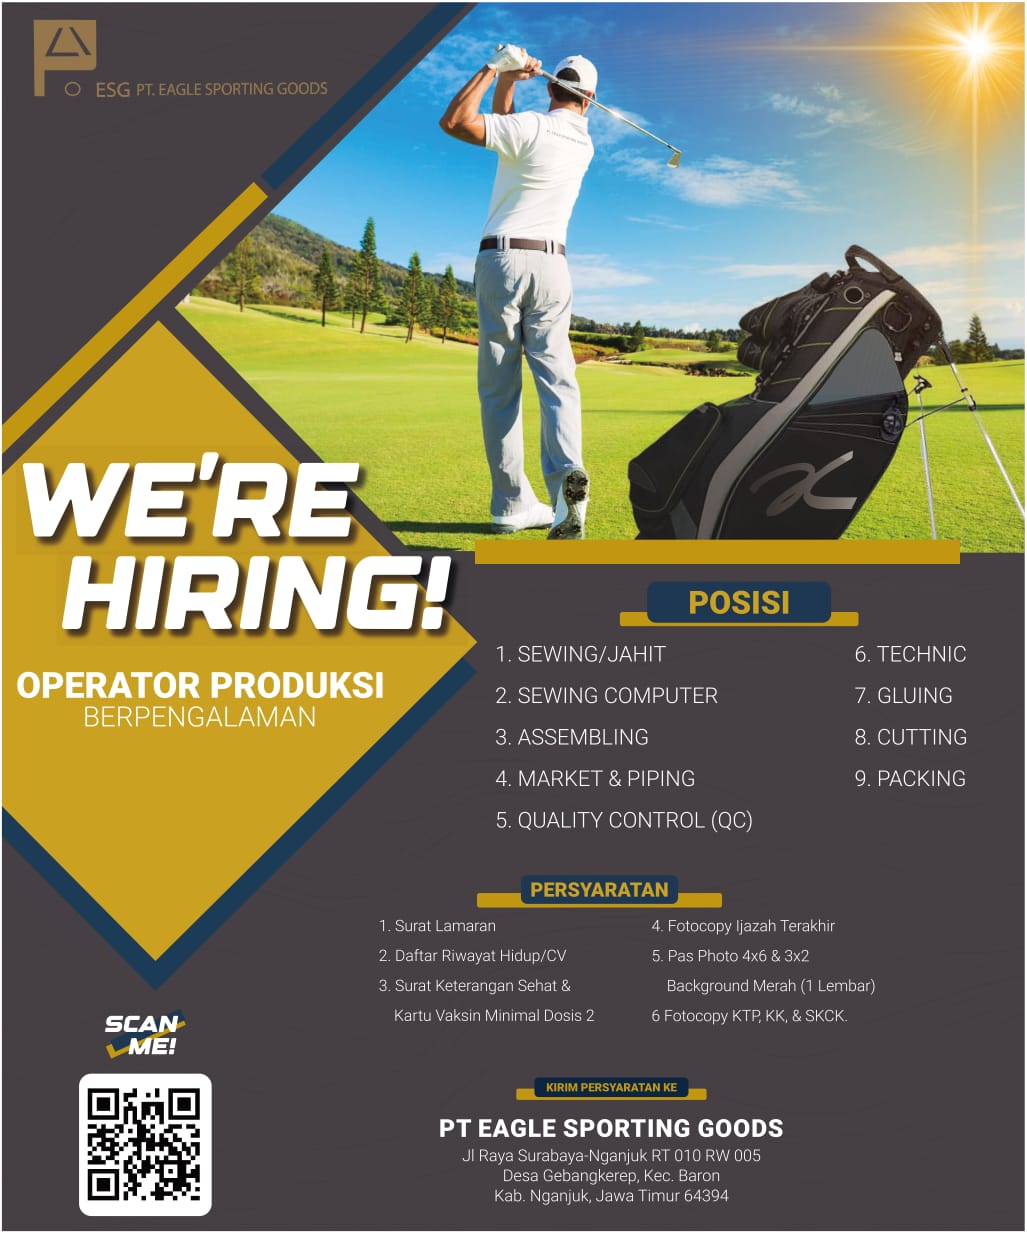 ESG PT. EAGLE SPORTING GOODS
WE'RE
HIRING!
OPERATOR PRODUKSI
BERPENGALAMAN
POSISI
1. SEWING/JAHIT
2. SEWING COMPUTER
3. ASSEMBLING
4. MARKET & PIPING
5. QUALITY CONTROL (QC)
6. TECHNIC
7. GLUING
8. CUTTING
9. PACKING
PERSYARATAN
1. Surat Lamaran
2. Daftar Riwayat Hidup/CV
3. Surat Keterangan Sehat &
Kartu Vaksin Minimal Dosis 2
4. Fotocopy Ijazah Terakhir
5. Pas Photo 4x6 & 3x2
Background Merah (1 Lembar)
6 Fotocopy KTP, KK, & SKCK.
SCAN
ME!
KIRIM PERSYARATAN KE
PT EAGLE SPORTING GOODS
Jl Raya Surabaya-Nganjuk RT 010 RW 005
Desa Gebangkerep, Kec. Baron
Kab. Nganjuk, Jawa Timur 64394